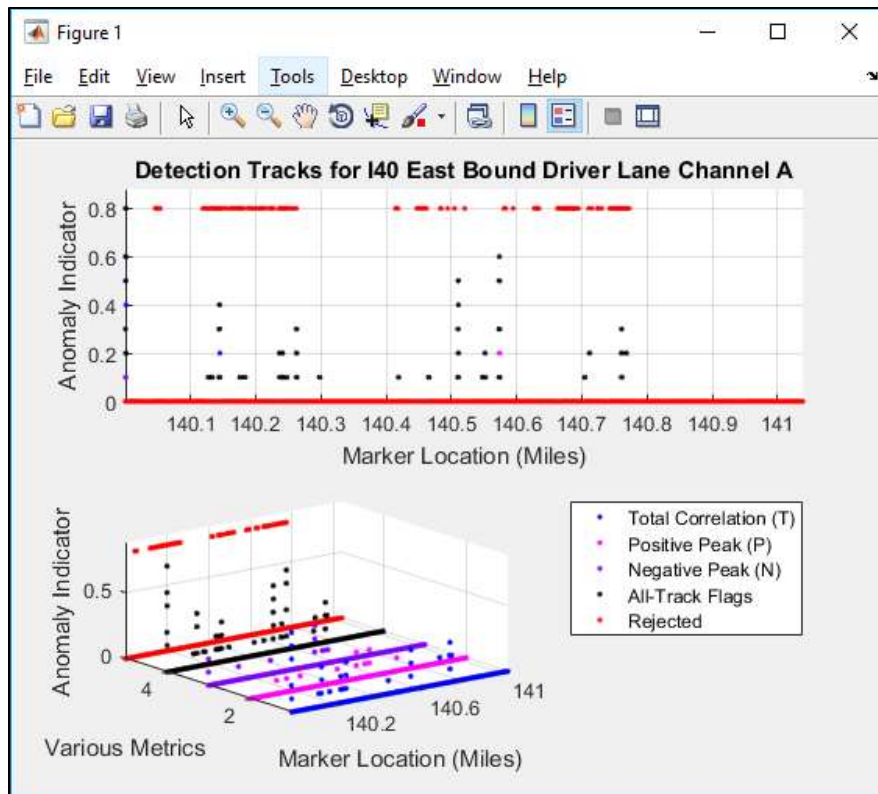 Figure 1
File Edit View Insert Tools Desktop Window Help
Detection Tracks for I40 East Bound Driver Lane Channel A
Anomaly Indicator
0.8
0.6
0.4
0.2
0
140.1 140.2 140.3 140.4 140.5 140.6 140.7 140.8 140.9 141
Marker Location (Miles)
Anomaly Indicator
0.5
0
4
2
140.2
140.6
141
Various Metrics
Marker Location (Miles)
Total Correlation (T)
Positive Peak (P)
Negative Peak (N)
All-Track Flags
Rejected